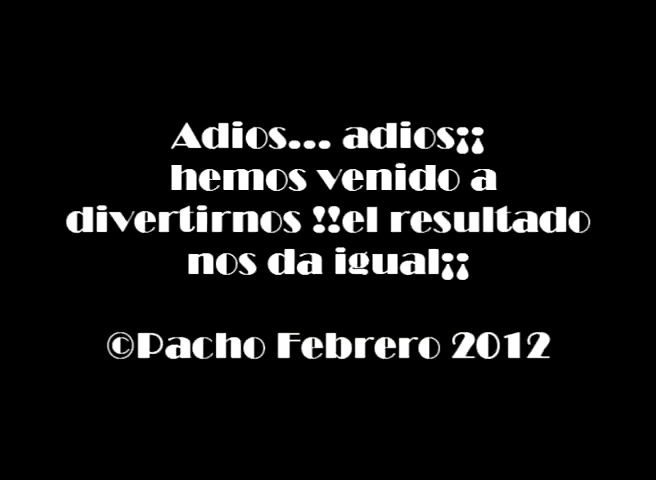 Adios... adios¡¡
hemos venido a
divertirnos !!el resultado
nos da igual¡¡
©Pacho Febrero 2012